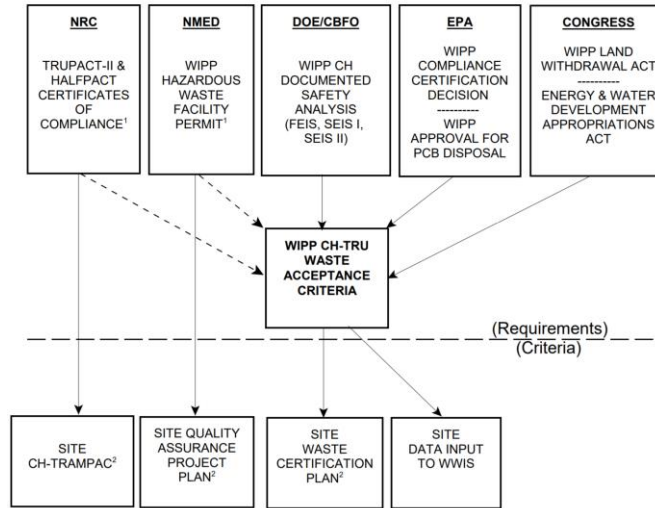 NRC
TRUPACT-II &
HALFPACT
CERTIFICATES
OF
COMPLIANCE¹
NMED
WIPP
HAZARDOUS
WASTE
FACILITY
PERMIT¹
DOE/CBFO
WIPP CH
DOCUMENTED
SAFETY
ANALYSIS
(FEIS, SEIS I,
SEIS II)
EPA
WIPP
COMPLIANCE
CERTIFICATION
DECISION
----------
WIPP
APPROVAL FOR
PCB DISPOSAL
CONGRESS
WIPP LAND
WITHDRAWAL ACT
----------
ENERGY & WATER
DEVELOPMENT
APPROPRIATIONS
ACT
WIPP CH-TRU
WASTE
ACCEPTANCE
CRITERIA
(Requirements)
(Criteria)
SITE
CH-TRAMPAC²
SITE QUALITY
ASSURANCE
PROJECT
PLAN²
SITE
WASTE
CERTIFICATION
PLAN²
SITE
DATA INPUT
TO WWIS